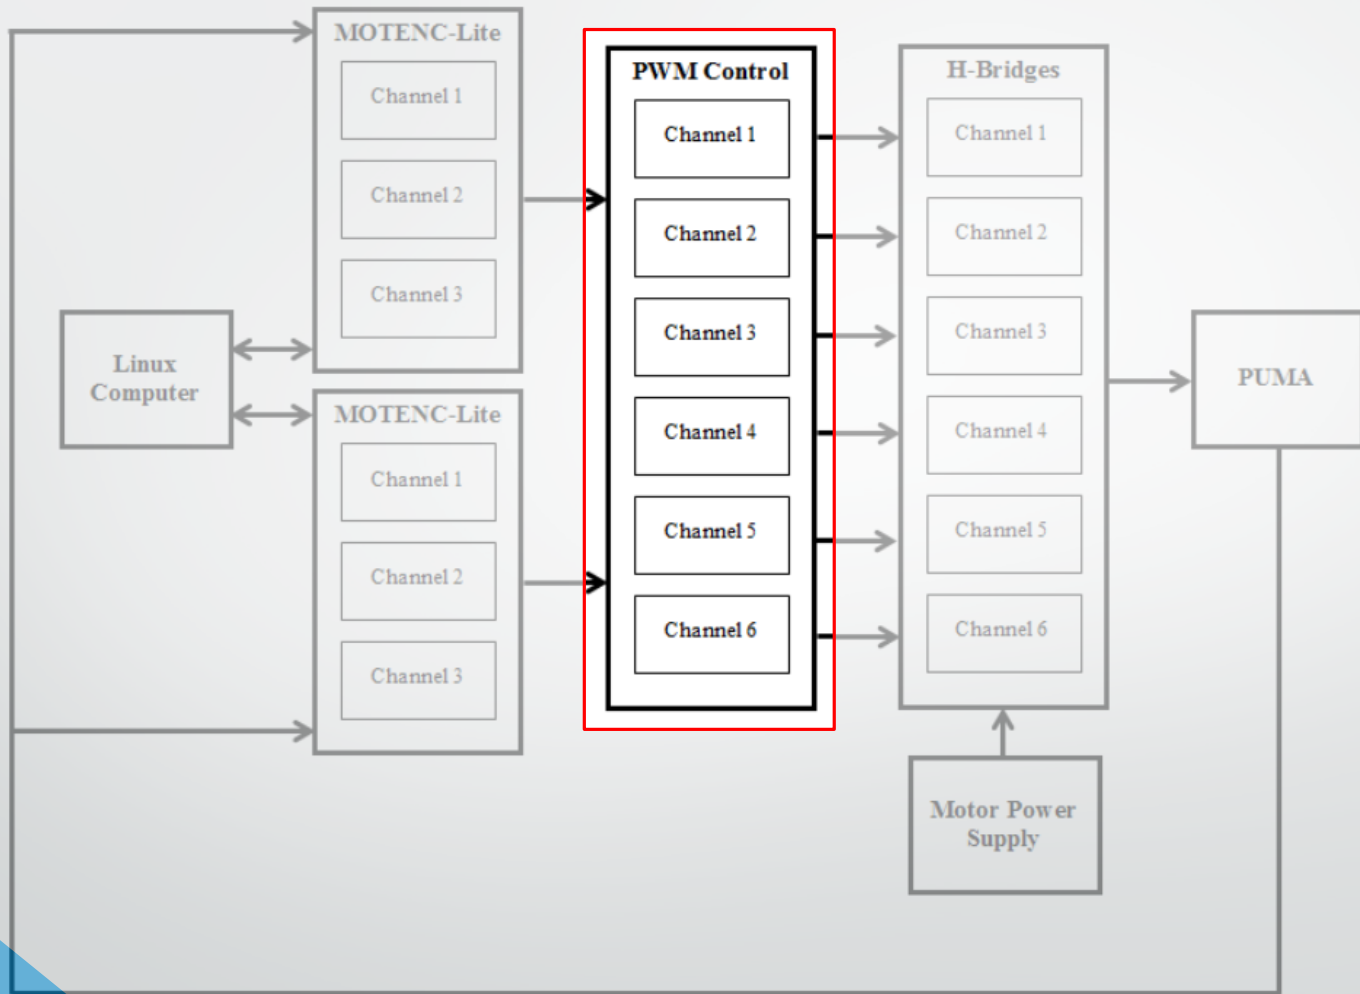 MOTENC-Lite
Channel 1
Channel 2
Channel 3
Linux
Computer
MOTENC-Lite
Channel 1
Channel 2
Channel 3
PWM Control
Channel 1
Channel 2
Channel 3
Channel 4
Channel 5
Channel 6
H-Bridges
Channel 1
Channel 2
Channel 3
Channel 4
Channel 5
Channel 6
PUMA
Motor Power
Supply